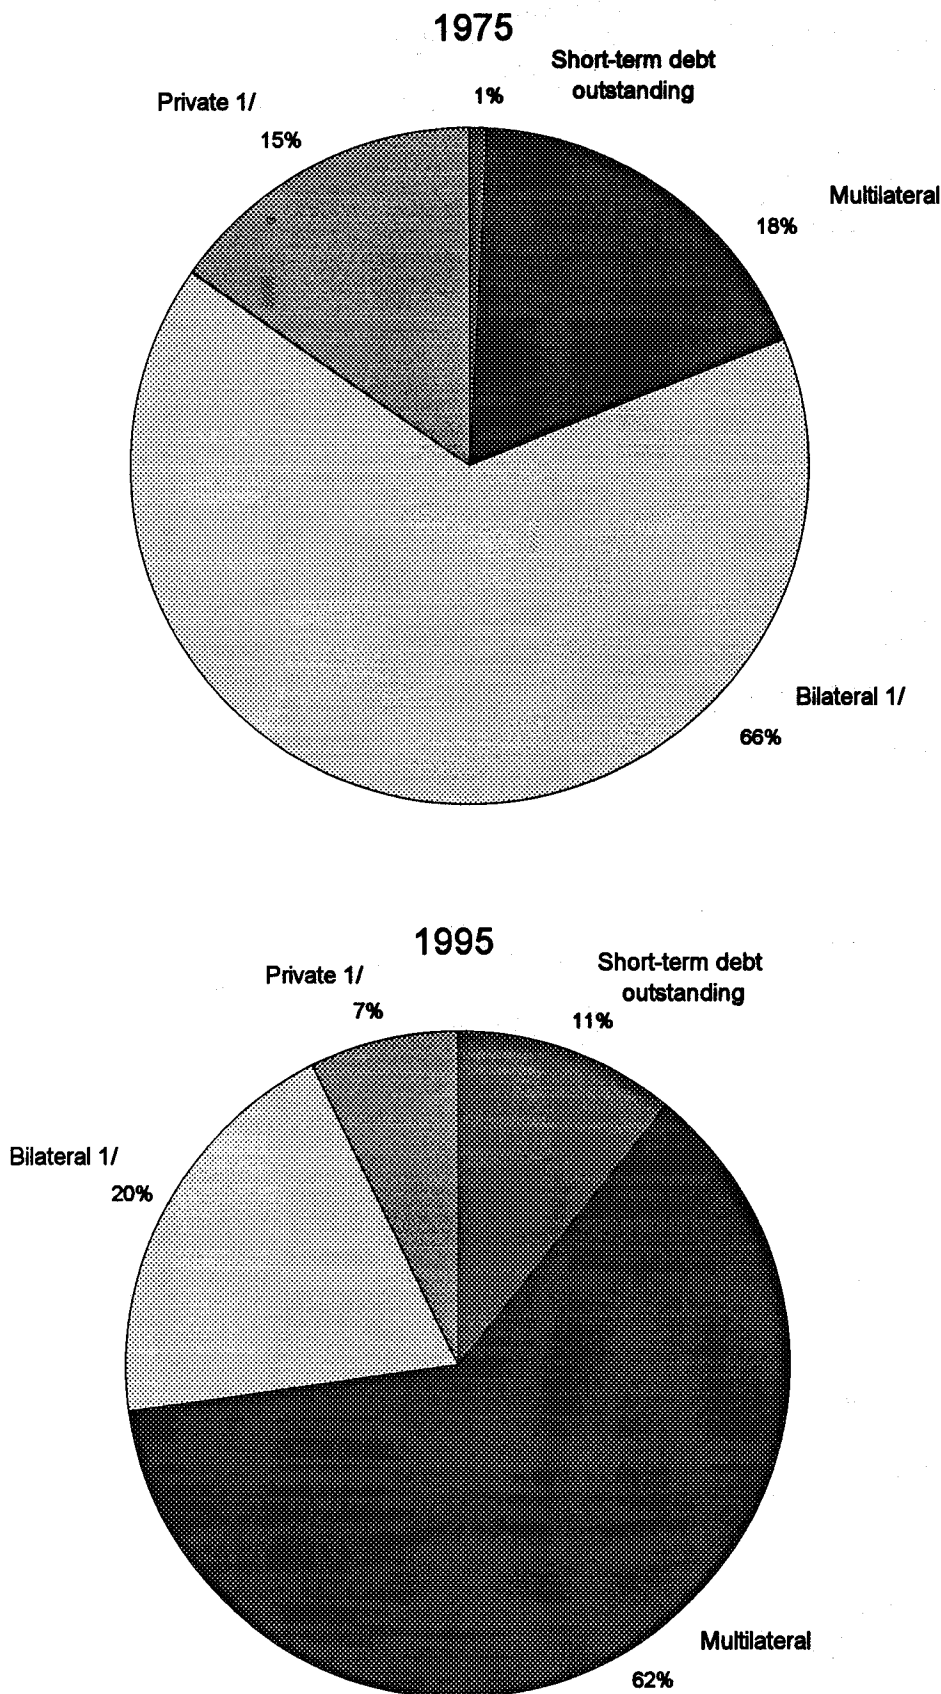 1975
Short-term debt
outstanding
1%
Private 1/
15%
Multilateral
18%
Bilateral 1/
66%
1995
Short-term debt
outstanding
11%
Private 1/
7%
Bilateral 1/
20%
Multilateral
62%